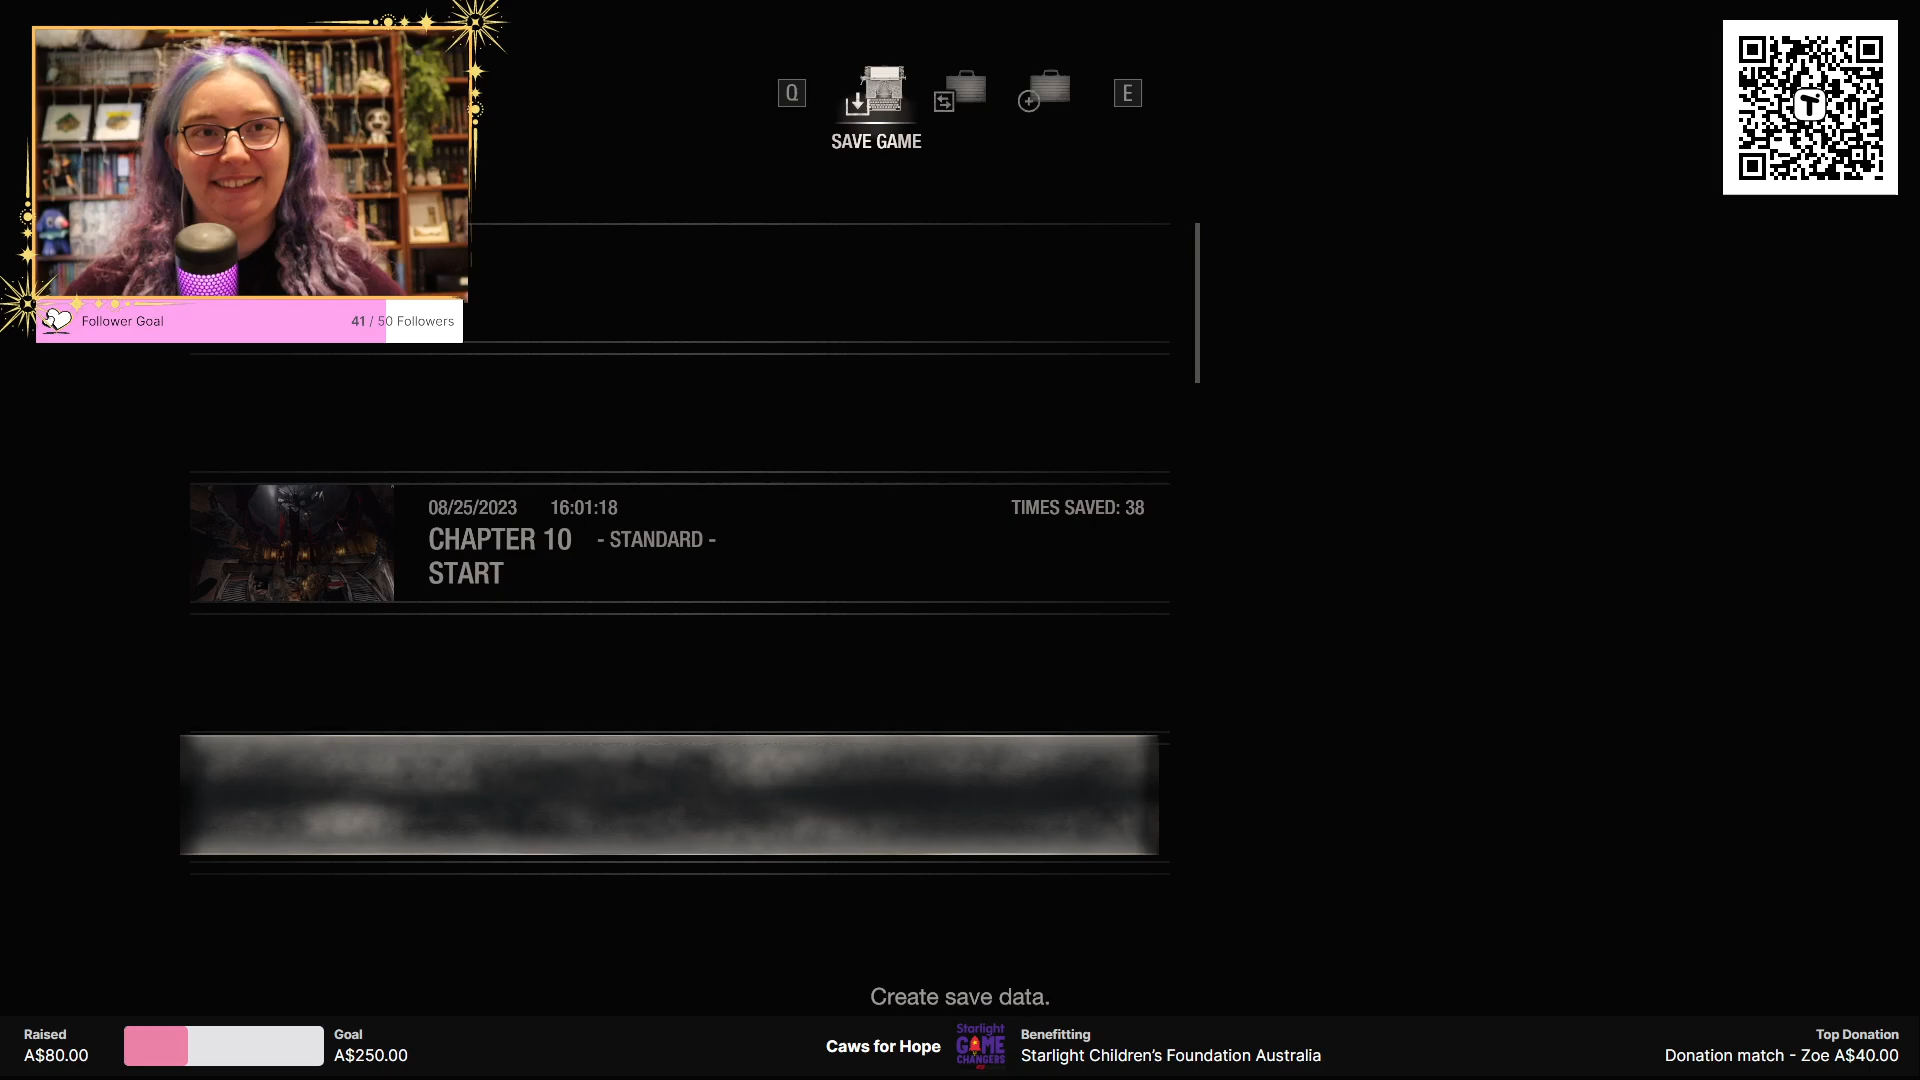 Q
E
SAVE GAME
Follower Goal
41 / 50 Followers
08/25/2023 16:01:18 TIMES SAVED: 38
CHAPTER 10 - STANDARD -
START
Create save data.
Raised
A$80.00
Goal
A$250.00
Caws for Hope
Starlight
GAME
CHANGERS
Benefitting
Starlight Children's Foundation Australia
Top Donation
Donation match - Zoe A$40.00